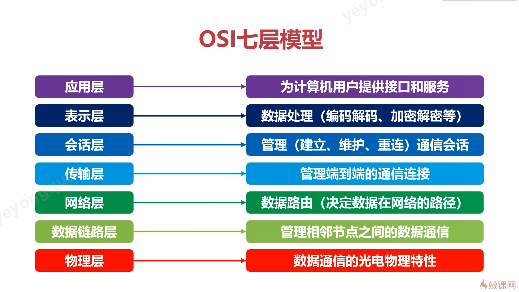 OSI七层模型
应用层 为计算机用户提供接口和服务
表示层 数据处理（编码解码、加密解密等）
会话层 管理（建立、维护、重连）通信会话
传输层 管理端到端的通信连接
网络层 数据路由（决定数据在网络的路径）
数据链路层 管理相邻节点之间的数据通信
物理层 数据通信的光电物理特性
慕课网